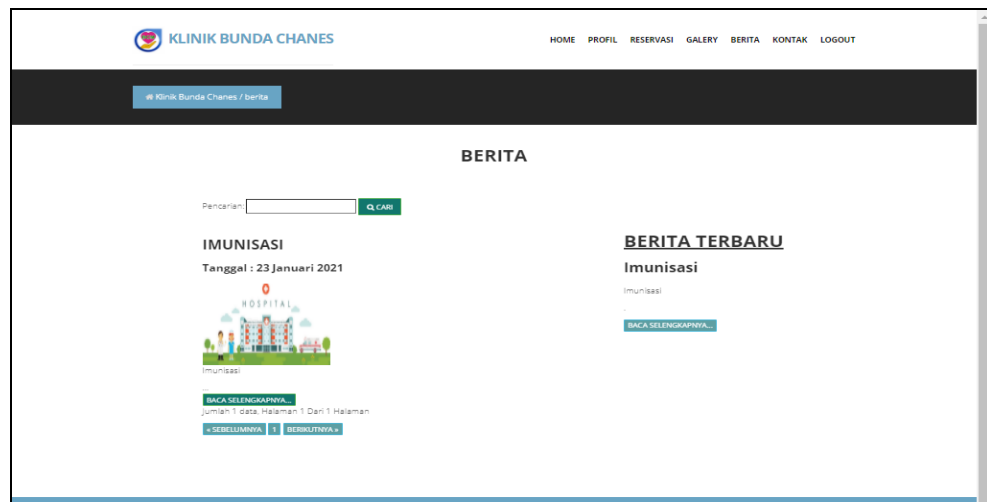 KLINIK BUNDA CHANES
HOME PROFIL RESERVASI GALERY BERITA KONTAK LOGOUT
Klinik Bunda Chanes / berita
BERITA
Pencarian:
CARI
IMUNISASI
Tanggal : 23 Januari 2021
HOSPITAL
Imunisasi
...
BACA SELENGKAPNYA...
Jumlah 1 data, Halaman 1 Dari 1 Halaman
« SEBELUMNYA 1 BERIKUTNYA »
BERITA TERBARU
Imunisasi
Imunisasi
.
BACA SELENGKAPNYA...